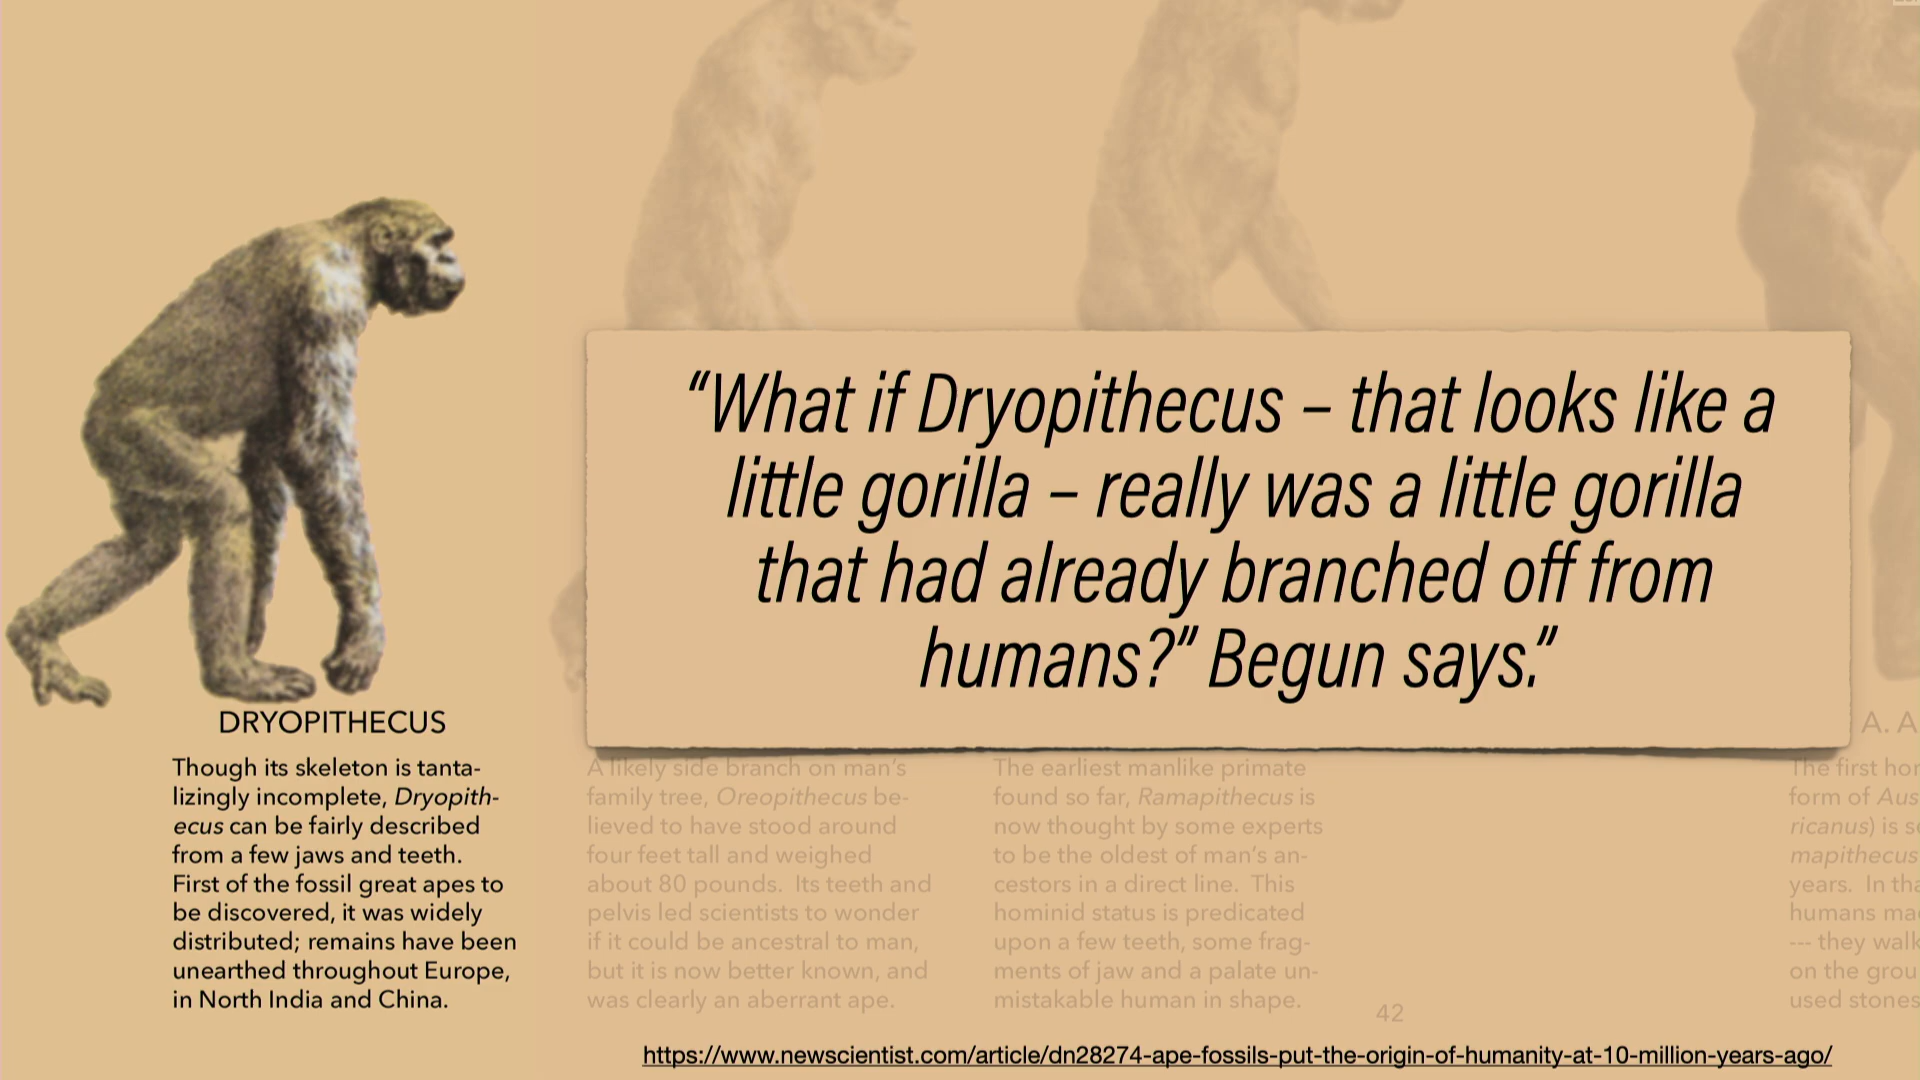 “What if Dryopithecus – that looks like a
little gorilla – really was a little gorilla
that had already branched off from
humans?” Begun says.”
DRYOPITHECUS
Though its skeleton is tanta-
lizingly incomplete, Dryopith-
ecus can be fairly described
from a few jaws and teeth.
First of the fossil great apes to
be discovered, it was widely
distributed; remains have been
unearthed throughout Europe,
in North India and China.
A likely side branch on man’s
family tree, Oreopithecus be-
lieved to have stood around
four feet tall and weighed
about 80 pounds. Its teeth and
pelvis led scientists to wonder
if it could be ancestral to man,
but it is now better known, and
was clearly an aberrant ape.
The earliest manlike primate
found so far, Ramapithecus is
now thought by some experts
to be the oldest of man’s an-
cestors in a direct line. This
hominid status is predicated
upon a few teeth, some frag-
ments of jaw and a palate un-
mistakable human in shape.
42
A. A
The first hor
form of Aus
ricanus) is s
mapithecus
years. In tha
humans ma
--- they walk
on the grou
used stones
https://www.newscientist.com/article/dn28274-ape-fossils-put-the-origin-of-humanity-at-10-million-years-ago/